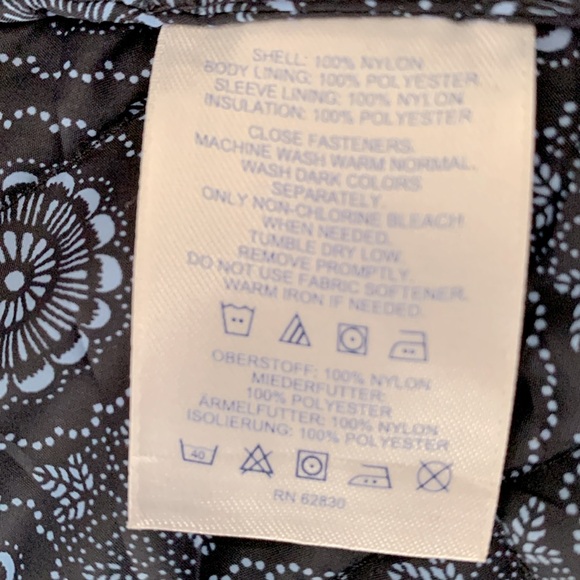 SHELL: 100% NYLON
BODY LINING: 100% POLYESTER
SLEEVE LINING: 100% NYLON
INSULATION: 100% POLYESTER
CLOSE FASTENERS.
MACHINE WASH WARM NORMAL.
WASH DARK COLORS
SEPARATELY.
ONLY NON-CHLORINE BLEACH
WHEN NEEDED.
TUMBLE DRY LOW.
REMOVE PROMPTLY.
DO NOT USE FABRIC SOFTENER.
WARM IRON IF NEEDED.
OBERSTOFF: 100% NYLON
MIEDERFUTTER:
100% POLYESTER
ÄRMELFUTTER: 100% NYLON
ISOLIERUNG: 100% POLYESTER
40
RN 62830